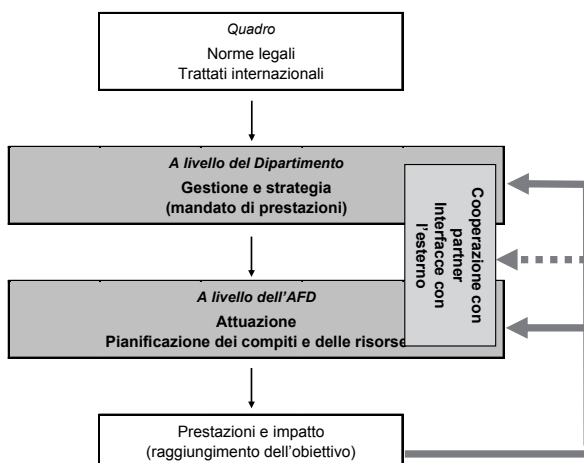 Quadro
Norme legali
Trattati internazionali
A livello del Dipartimento
Gestione e strategia
(mandato di prestazioni)
Cooperazione con
partner
Interfacce con
l'esterno
A livello dell'AFD
Attuazione
Pianificazione dei compiti e delle risorse
Prestazioni e impatto
(raggiungimento dell'obiettivo)